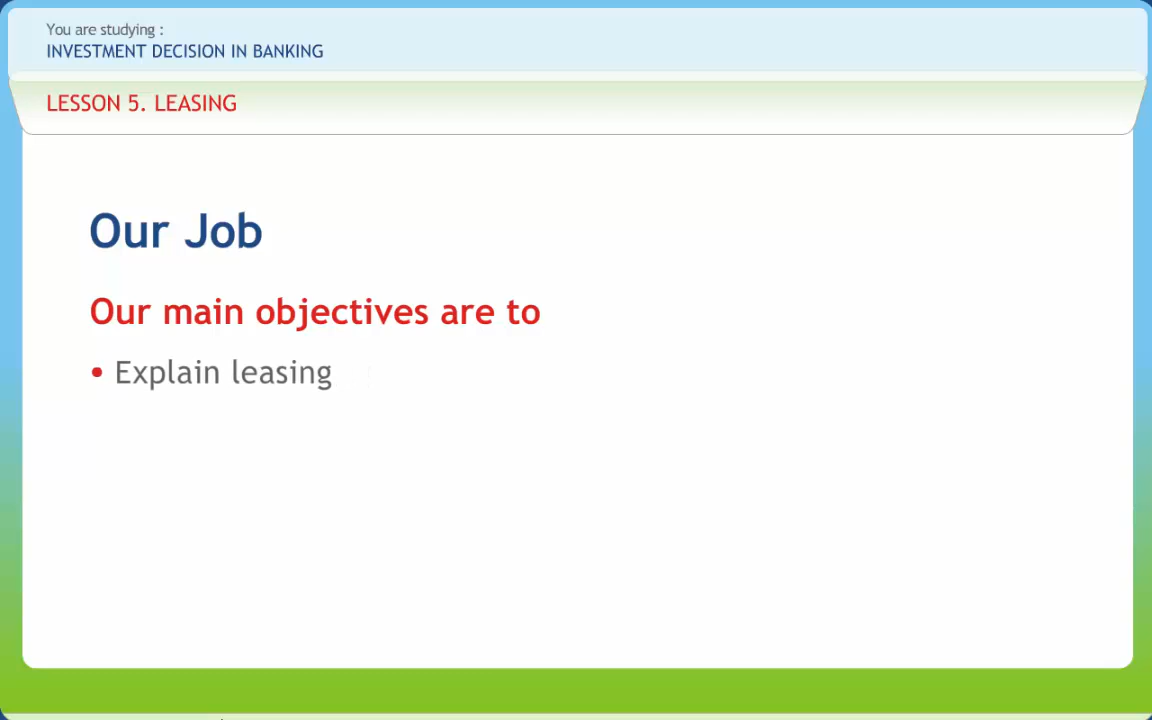 You are studying :
INVESTMENT DECISION IN BANKING
LESSON 5. LEASING
Our Job
Our main objectives are to
• Explain leasing